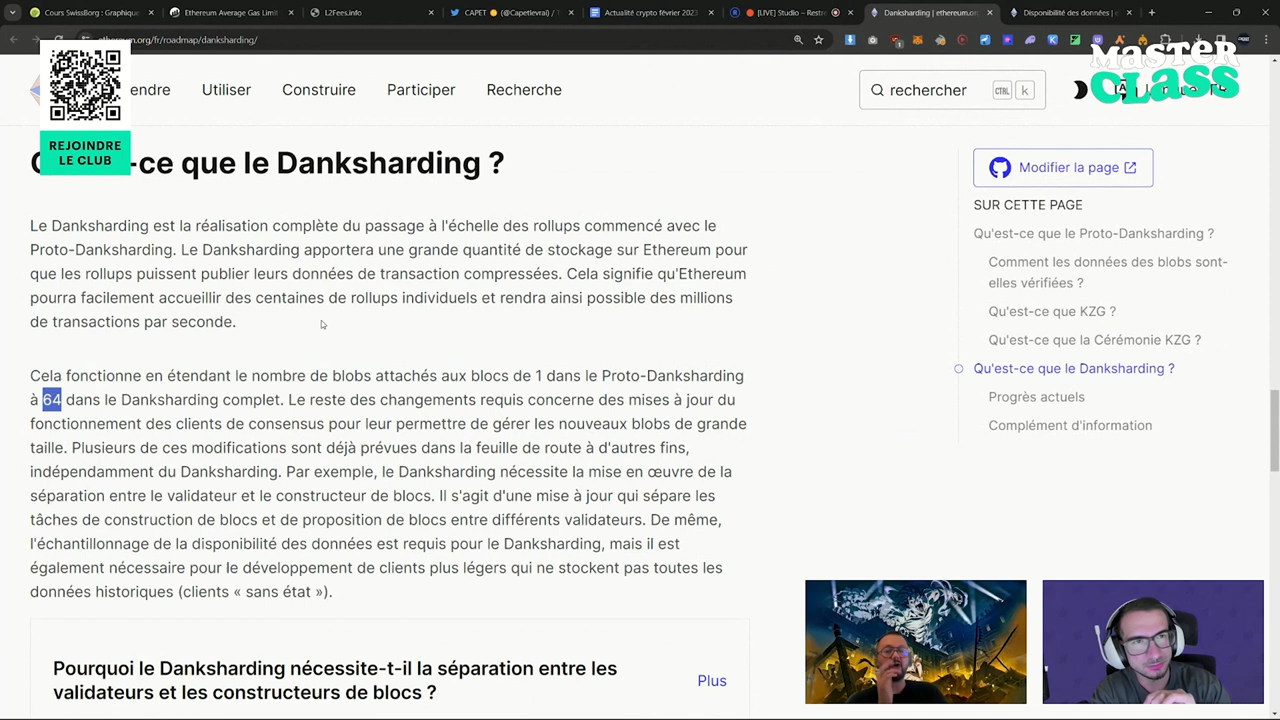 Cours SwissBorg : Graphique
Ethereum Average Gas Limit
L2Fees.info
CAPET (@Capetlevrai) / T
Actualité crypto février 2023
[LIVE] Studio – Restre
Danksharding | ethereum.or
Disponibilité des données | e
ethereum.org/fr/roadmap/danksharding/
endre
Utiliser
Construire
Participer
Recherche
rechercher
CTRL
k
MASTER
CLASS
REJOINDRE
LE CLUB
-ce que le Danksharding ?
Le Danksharding est la réalisation complète du passage à l'échelle des rollups commencé avec le
Proto-Danksharding. Le Danksharding apportera une grande quantité de stockage sur Ethereum pour
que les rollups puissent publier leurs données de transaction compressées. Cela signifie qu'Ethereum
pourra facilement accueillir des centaines de rollups individuels et rendra ainsi possible des millions
de transactions par seconde.
Cela fonctionne en étendant le nombre de blobs attachés aux blocs de 1 dans le Proto-Danksharding
à 64 dans le Danksharding complet. Le reste des changements requis concerne des mises à jour du
fonctionnement des clients de consensus pour leur permettre de gérer les nouveaux blobs de grande
taille. Plusieurs de ces modifications sont déjà prévues dans la feuille de route à d'autres fins,
indépendamment du Danksharding. Par exemple, le Danksharding nécessite la mise en œuvre de la
séparation entre le validateur et le constructeur de blocs. Il s'agit d'une mise à jour qui sépare les
tâches de construction de blocs et de proposition de blocs entre différents validateurs. De même,
l'échantillonnage de la disponibilité des données est requis pour le Danksharding, mais il est
également nécessaire pour le développement de clients plus légers qui ne stockent pas toutes les
données historiques (clients « sans état »).
Pourquoi le Danksharding nécessite-t-il la séparation entre les
validateurs et les constructeurs de blocs ?
Plus
Modifier la page
SUR CETTE PAGE
Qu'est-ce que le Proto-Danksharding ?
Comment les données des blobs sont-
elles vérifiées ?
Qu'est-ce que KZG ?
Qu'est-ce que la Cérémonie KZG ?
Qu'est-ce que le Danksharding ?
Progrès actuels
Complément d'information